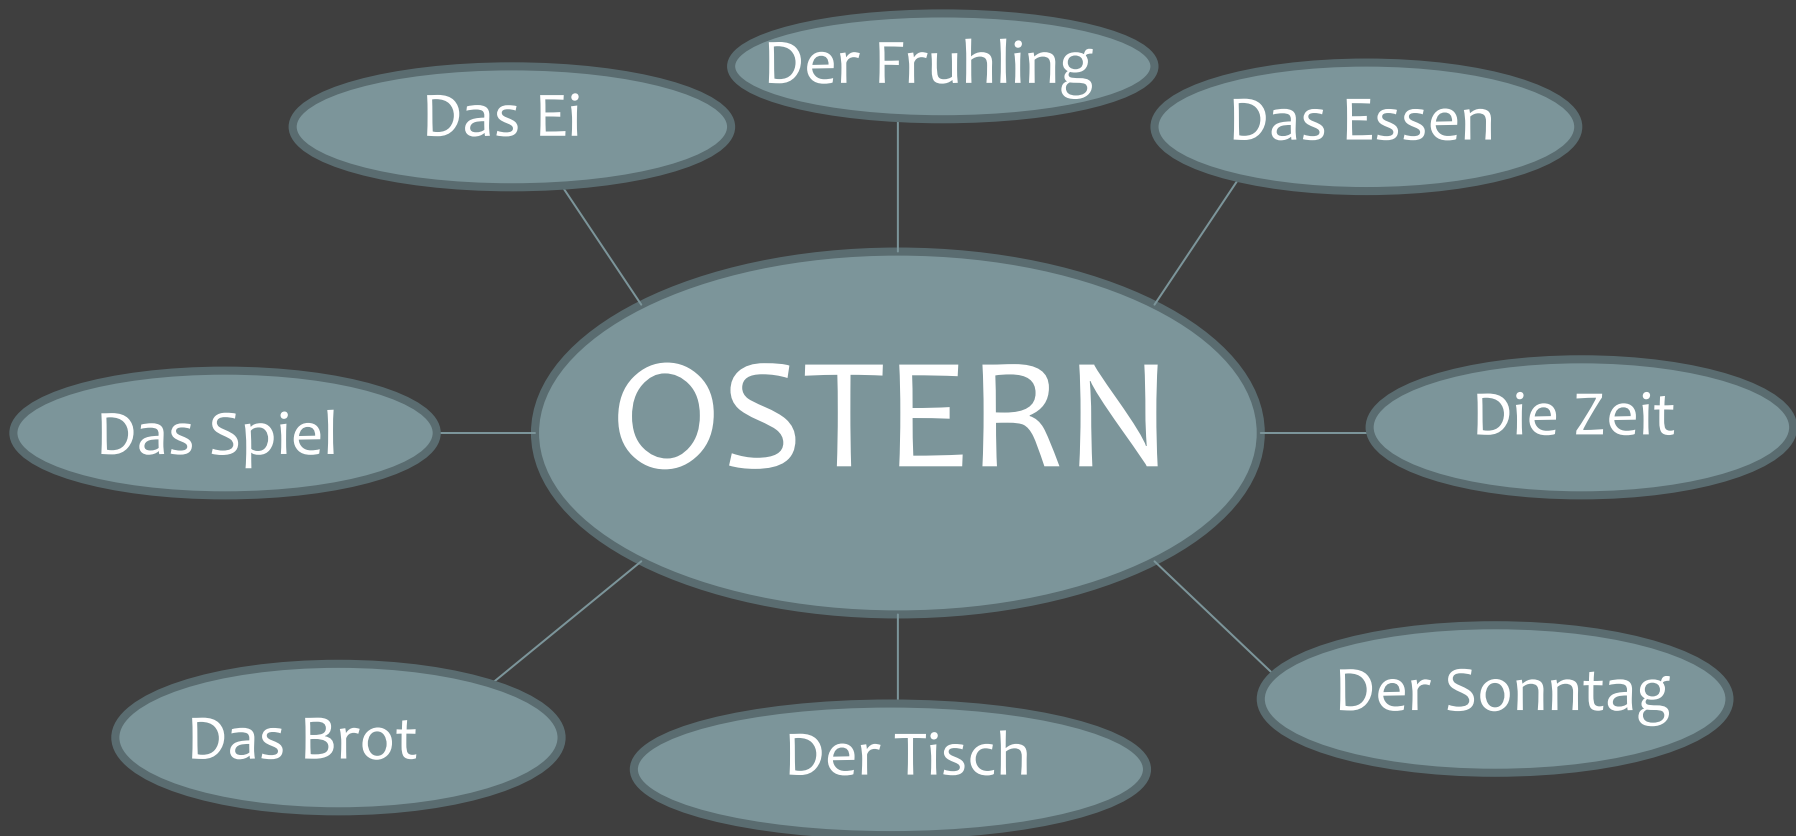 Der Fruhling
Das Ei
Das Essen
OSTERN
Das Spiel
Die Zeit
Das Brot
Der Tisch
Der Sonntag